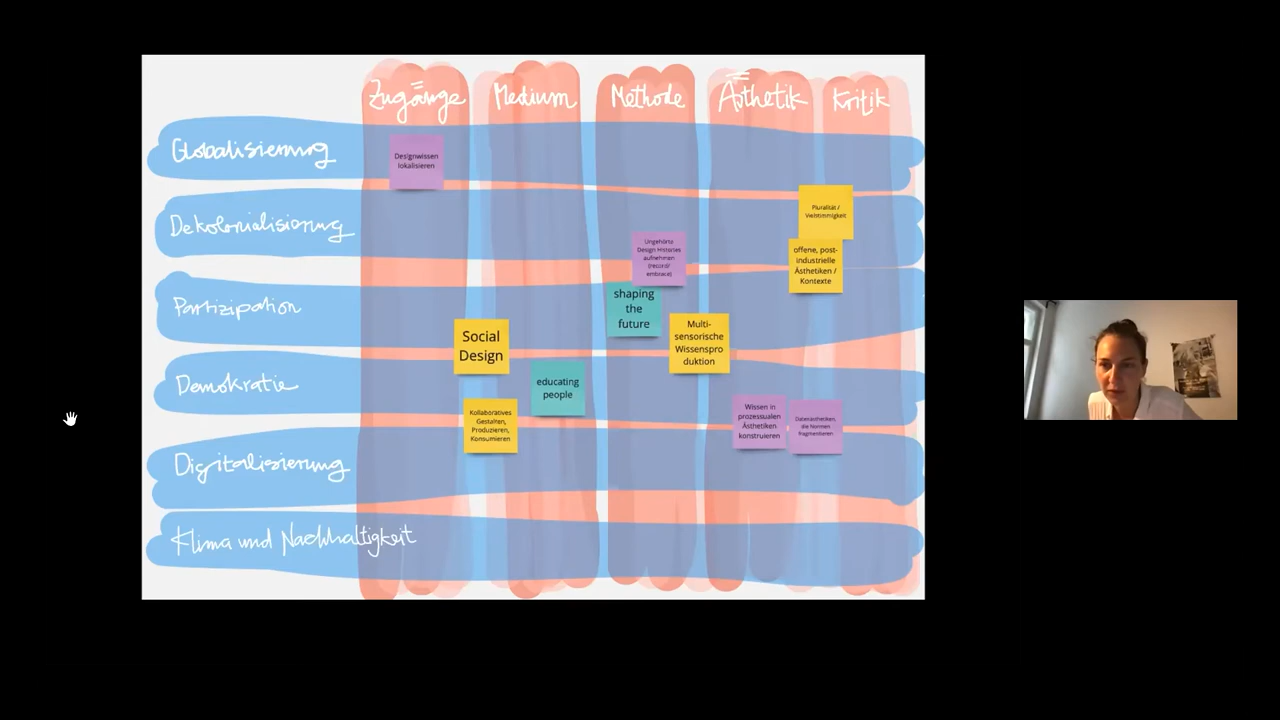 Zugänge Medium Methode Ästhetik Kritik
Globalisierung
Designwissen
lokalisieren
Dekolonialisierung
Pluralität /
Vielstimmigkeit
Ungehörte
Design Histories
aufnehmen
(record/
embrace)
offene, post-
industrielle
Ästhetiken /
Kontexte
Partizipation
shaping
the
future
Social
Design
Multi-
sensorische
Wissenspro
duktion
Demokratie
educating
people
Kollaboratives
Gestalten,
Produzieren,
Konsumieren
Wissen in
prozessualen
Ästhetiken
konstruieren
Datenästhetiken,
die Normen
fragmentieren
Digitalisierung
Klima und Nachhaltigkeit